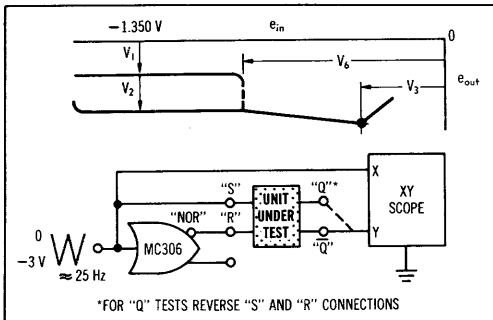 −1.350 V
e_in
0
V₁
V₆
V₂
V₃
e_out
X
"S"
"Q"*
XY
SCOPE
"NOR"
"R"
UNIT
UNDER
TEST
0
−3 V
MC306
Y
"Q̅"
≈ 25 Hz
*FOR "Q" TESTS REVERSE "S" AND "R" CONNECTIONS